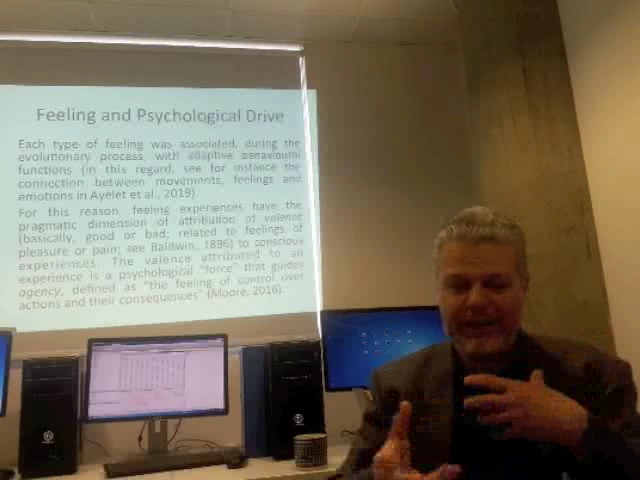 Feeling and Psychological Drive
Each type of feeling was associated, during the
evolutionary process, with adaptive behavioural
functions (in this regard, see for instance the
connection between movements, feelings and
emotions in Ayelet et al., 2019).
For this reason, feeling experiences have the
pragmatic dimension of attribution of valence
(basically, good or bad; related to feelings of
pleasure or pain; see Baldwin, 1896) to conscious
experiences. The valence attributed to an
experience is a psychological "force" that guides
agency, defined as "the feeling of control over
actions and their consequences" (Moore, 2016).